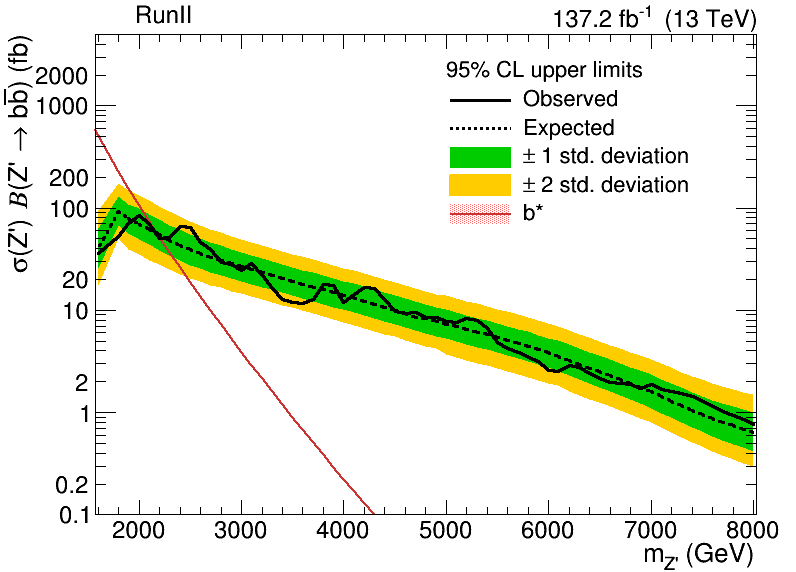 RunII
137.2 fb⁻¹ (13 TeV)
σ(Z') B(Z' → bb̅) (fb)
95% CL upper limits
Observed
Expected
± 1 std. deviation
± 2 std. deviation
b*
2000
1000
200
100
20
10
2
1
0.2
0.1
2000 3000 4000 5000 6000 7000 8000
m_Z' (GeV)